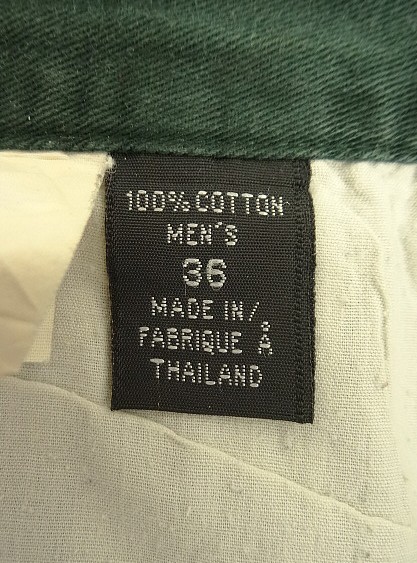 100% COTTON
MEN'S
36
MADE IN/
FABRIQUE Å
THAILAND